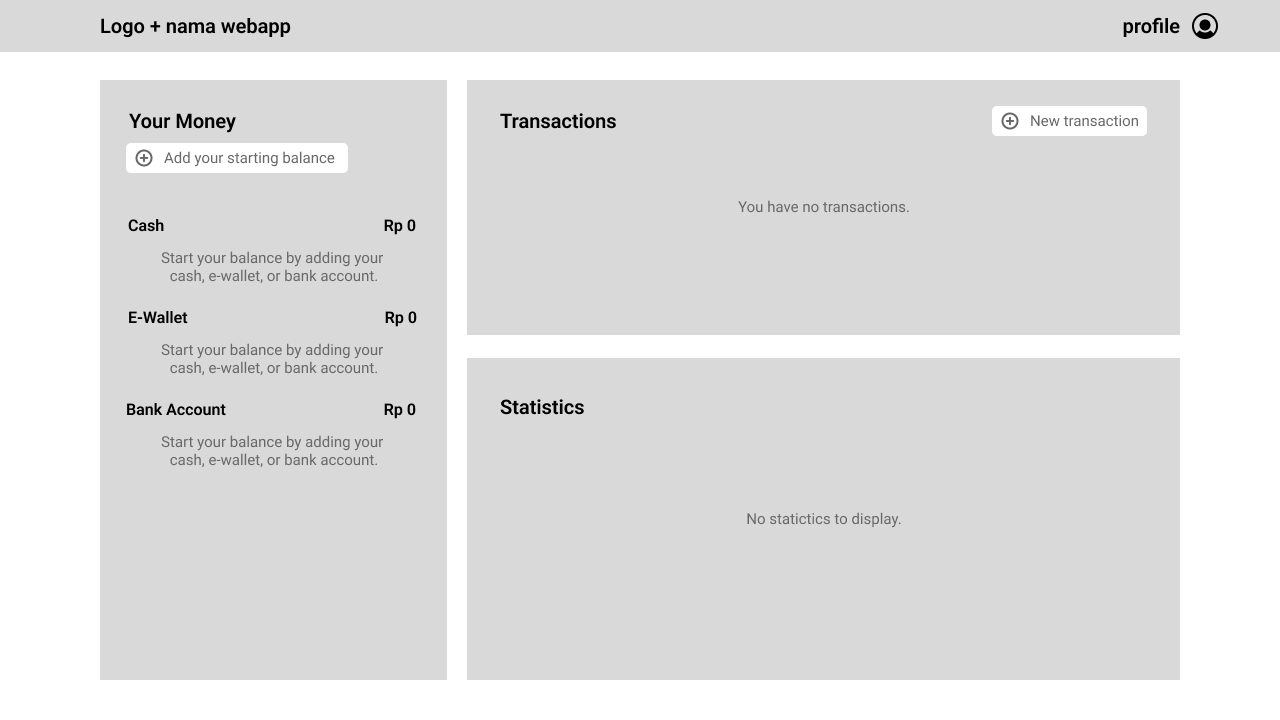 Logo + nama webapp
profile
Your Money
Add your starting balance
Cash
Rp 0
Start your balance by adding your
cash, e-wallet, or bank account.
E-Wallet
Rp 0
Start your balance by adding your
cash, e-wallet, or bank account.
Bank Account
Rp 0
Start your balance by adding your
cash, e-wallet, or bank account.
Transactions
New transaction
You have no transactions.
Statistics
No statictics to display.